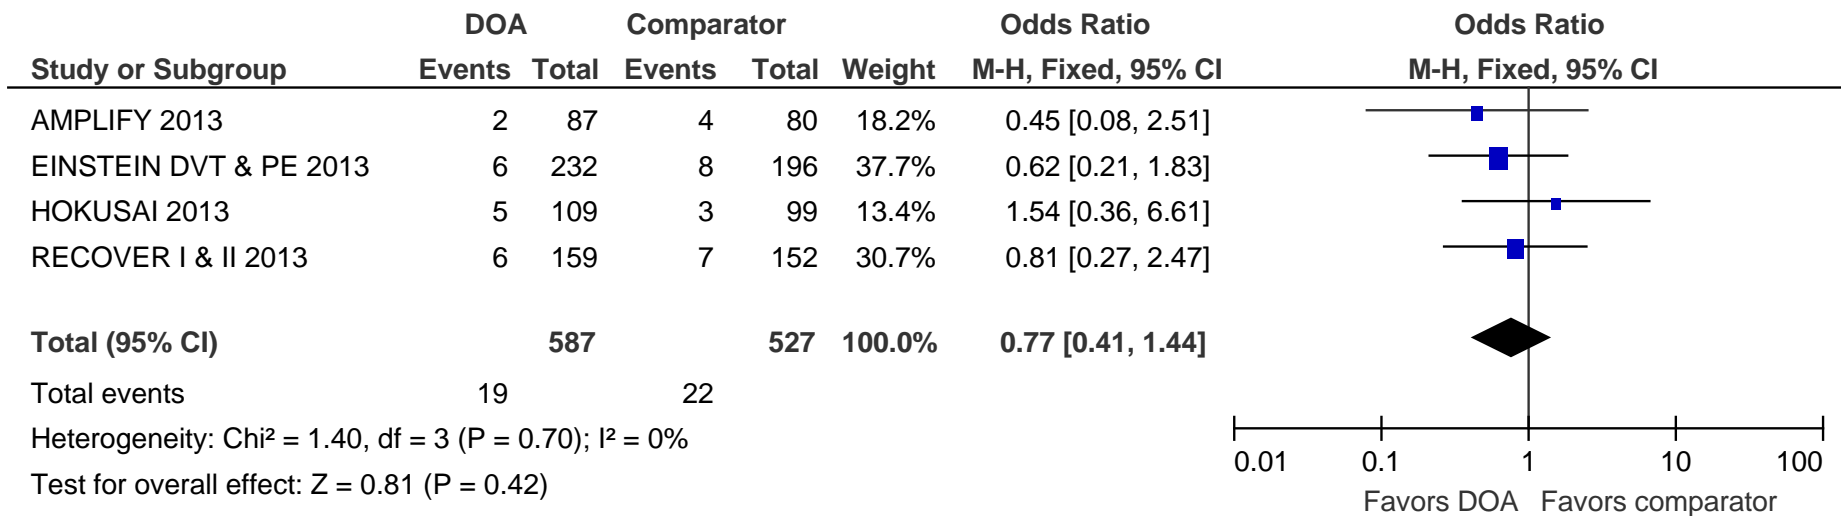 DOA Comparator Odds Ratio Odds Ratio
Study or Subgroup Events Total Events Total Weight M-H, Fixed, 95% CI M-H, Fixed, 95% CI
AMPLIFY 2013 2 87 4 80 18.2% 0.45 [0.08, 2.51]
EINSTEIN DVT & PE 2013 6 232 8 196 37.7% 0.62 [0.21, 1.83]
HOKUSAI 2013 5 109 3 99 13.4% 1.54 [0.36, 6.61]
RECOVER I & II 2013 6 159 7 152 30.7% 0.81 [0.27, 2.47]
Total (95% CI) 587 527 100.0% 0.77 [0.41, 1.44]
Total events 19 22
Heterogeneity: Chi² = 1.40, df = 3 (P = 0.70); I² = 0%
Test for overall effect: Z = 0.81 (P = 0.42)
0.01 0.1 1 10 100
Favors DOA Favors comparator